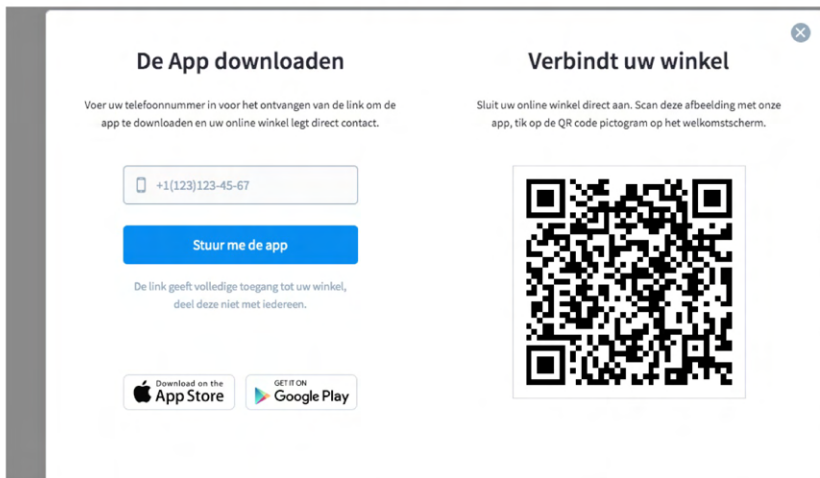 De App downloaden
Voer uw telefoonnummer in voor het ontvangen van de link om de
app te downloaden en uw online winkel legt direct contact.
+1(123)123-45-67
Stuur me de app
De link geeft volledige toegang tot uw winkel,
deel deze niet met iedereen.
Download on the
App Store
GET IT ON
Google Play
Verbindt uw winkel
Sluit uw online winkel direct aan. Scan deze afbeelding met onze
app, tik op de QR code pictogram op het welkomstscherm.